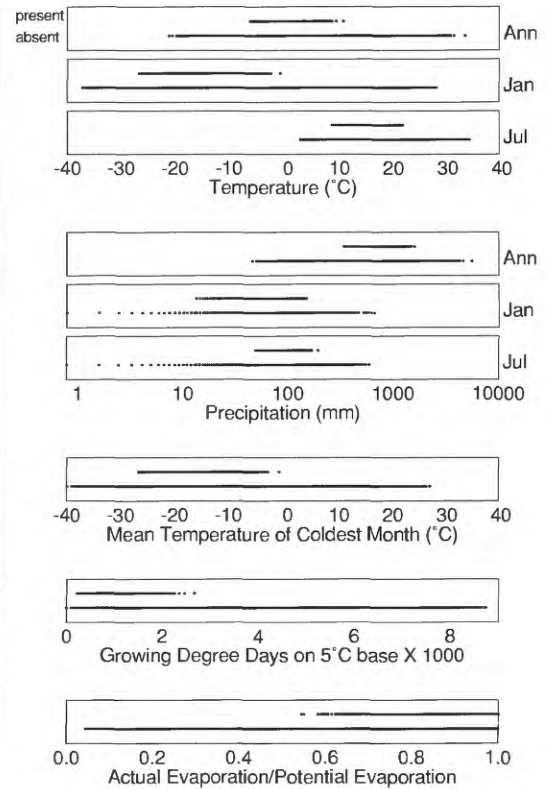 present
absent
Ann
Jan
Jul
-40 -30 -20 -10 0 10 20 30 40
Temperature (˚C)
Ann
Jan
Jul
1 10 100 1000 10000
Precipitation (mm)
-40 -30 -20 -10 0 10 20 30 40
Mean Temperature of Coldest Month (˚C)
0 2 4 6 8
Growing Degree Days on 5˚C base X 1000
0.0 0.2 0.4 0.6 0.8 1.0
Actual Evaporation/Potential Evaporation